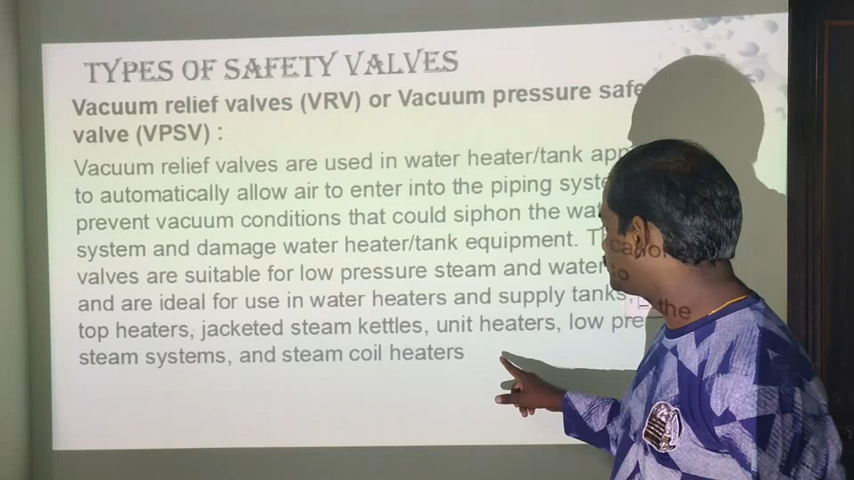 TYPES OF SAFETY VALVES
Vacuum relief valves (VRV) or Vacuum pressure safe
valve (VPSV) :
Vacuum relief valves are used in water heater/tank app
to automatically allow air to enter into the piping syste
prevent vacuum conditions that could siphon the wa
system and damage water heater/tank equipment. T
valves are suitable for low pressure steam and water
and are ideal for use in water heaters and supply tanks,
top heaters, jacketed steam kettles, unit heaters, low pre
steam systems, and steam coil heaters
the